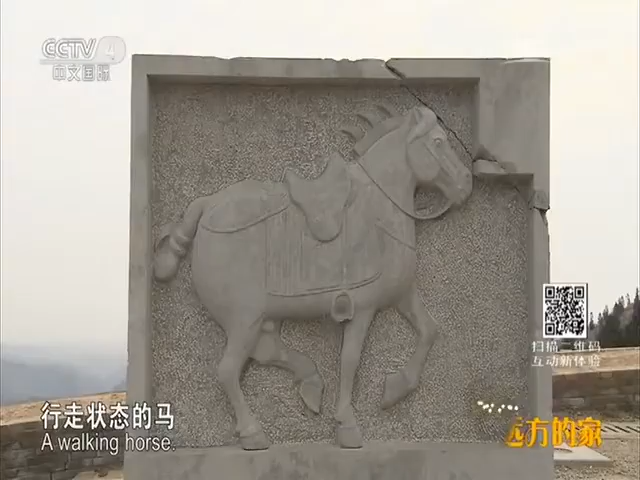 CCTV 4
中文国际
扫描二维码
互动新体验
行走状态的马
A walking horse.
远方的家